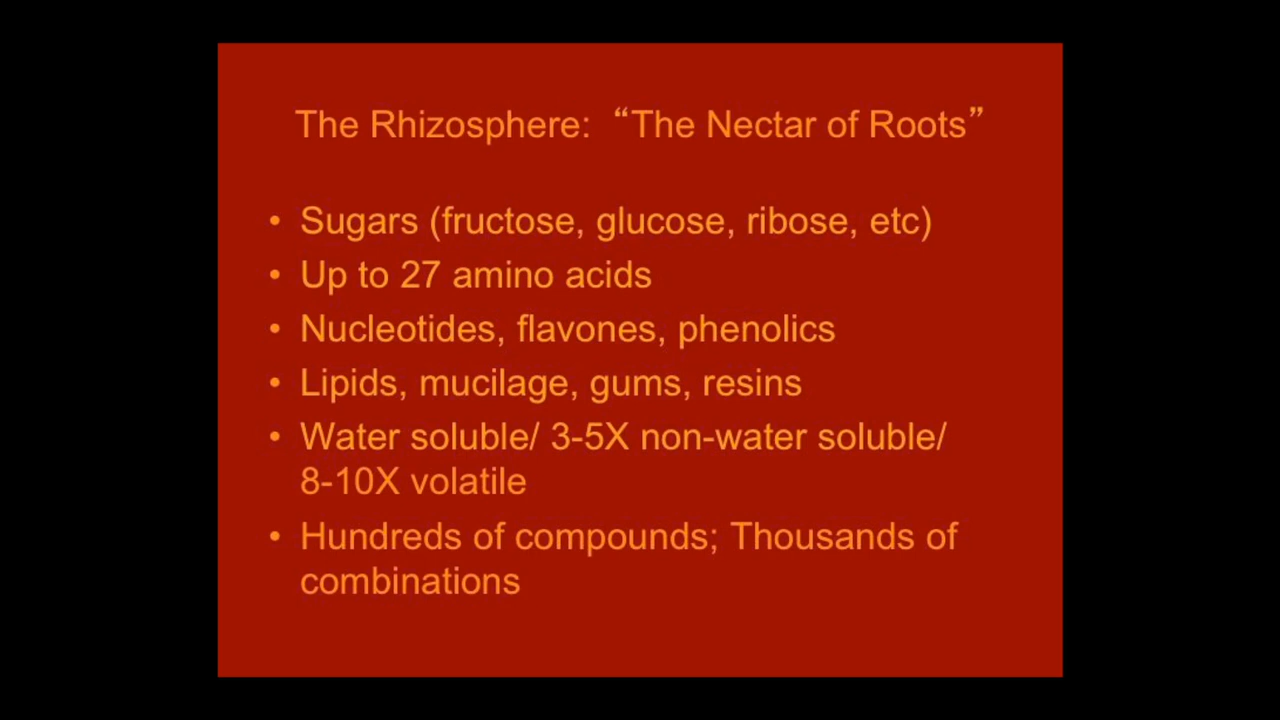 The Rhizosphere: “The Nectar of Roots”
• Sugars (fructose, glucose, ribose, etc)
• Up to 27 amino acids
• Nucleotides, flavones, phenolics
• Lipids, mucilage, gums, resins
• Water soluble/ 3-5X non-water soluble/
8-10X volatile
• Hundreds of compounds; Thousands of
combinations